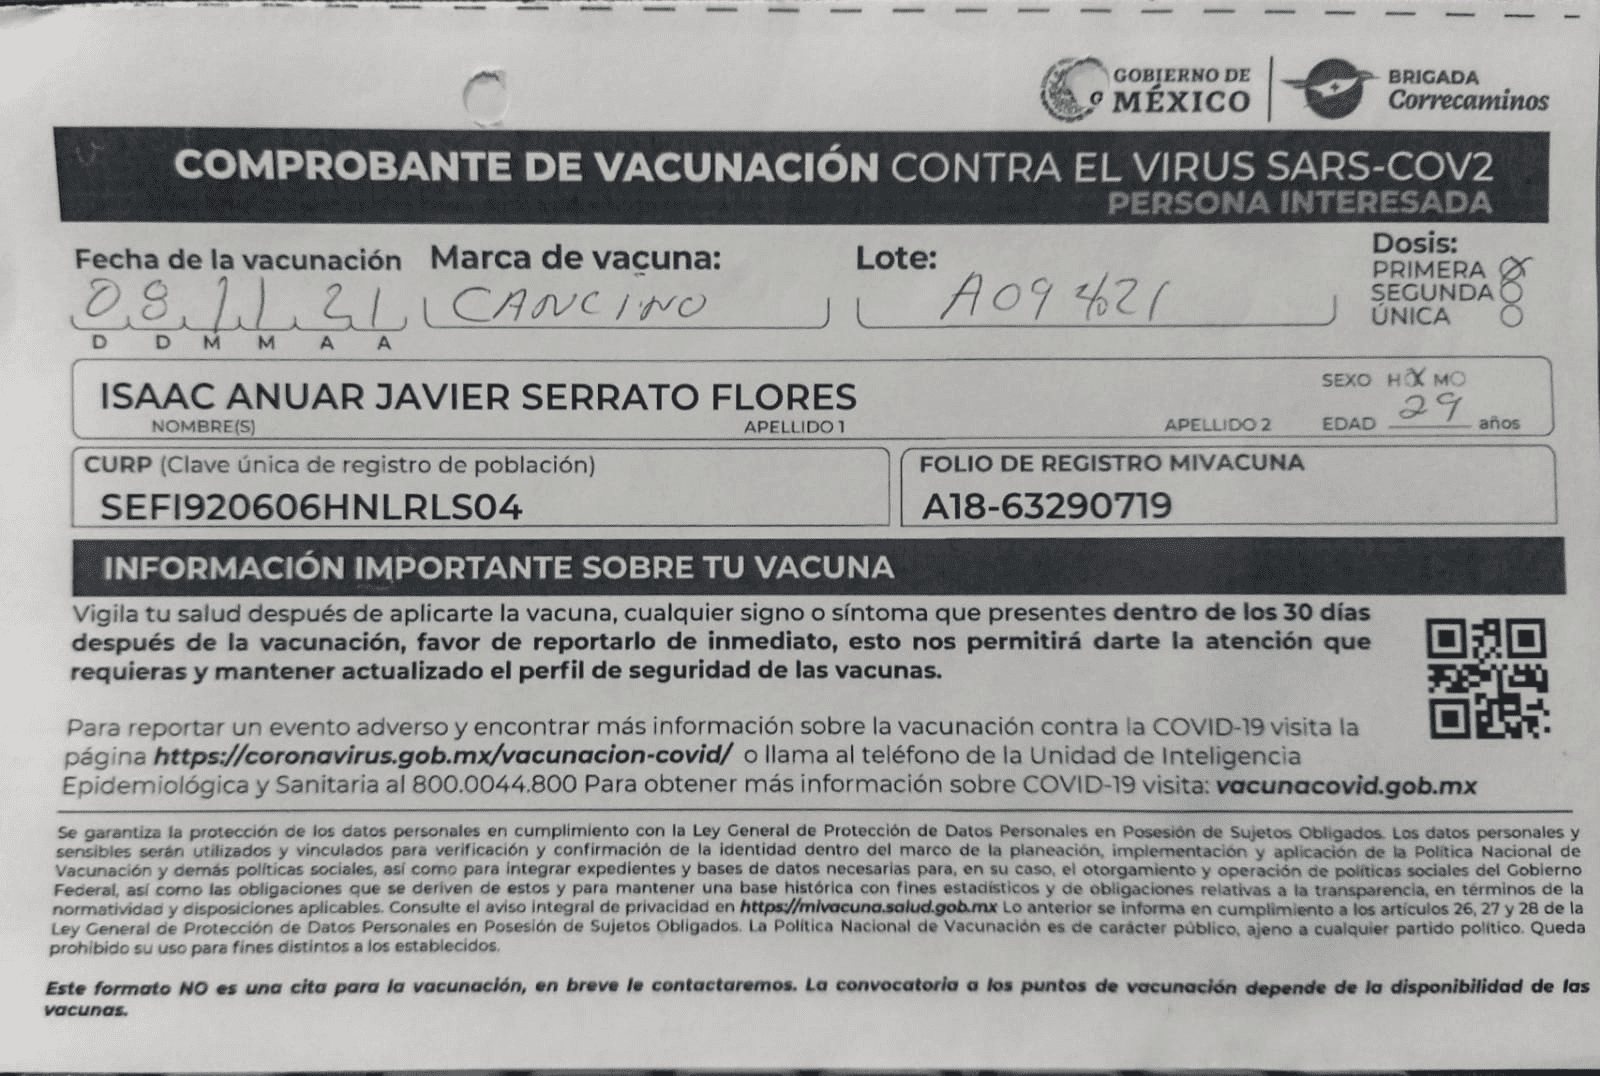 GOBIERNO DE
MÉXICO
BRIGADA
Correcaminos
COMPROBANTE DE VACUNACIÓN CONTRA EL VIRUS SARS-COV2
PERSONA INTERESADA
Fecha de la vacunación
08 11 21
D D M M A A
Marca de vacuna:
CANCINO
Lote:
Dosis:
PRIMERA
SEGUNDA
ÚNICA
ISAAC ANUAR JAVIER SERRATO FLORES
NOMBRE(S) APELLIDO 1 APELLIDO 2
SEXO H M
EDAD 29 años
CURP (Clave única de registro de población)
SEFI920606HNLRLS04
FOLIO DE REGISTRO MIVACUNA
A18-63290719
INFORMACIÓN IMPORTANTE SOBRE TU VACUNA
Vigila tu salud después de aplicarte la vacuna, cualquier signo o síntoma que presentes dentro de los 30 días
después de la vacunación, favor de reportarlo de inmediato, esto nos permitirá darte la atención que
requieras y mantener actualizado el perfil de seguridad de las vacunas.
Para reportar un evento adverso y encontrar más información sobre la vacunación contra la COVID-19 visita la
página https://coronavirus.gob.mx/vacunacion-covid/ o llama al teléfono de la Unidad de Inteligencia
Epidemiológica y Sanitaria al 800.0044.800 Para obtener más información sobre COVID-19 visita: vacunacovid.gob.mx
Se garantiza la protección de los datos personales en cumplimiento con la Ley General de Protección de Datos Personales en Posesión de Sujetos Obligados. Los datos personales y
sensibles serán utilizados y vinculados para verificación y confirmación de la identidad dentro del marco de la planeación, implementación y aplicación de la Política Nacional de
Vacunación y demás políticas sociales, así como para integrar expedientes y bases de datos necesarias para, en su caso, el otorgamiento y operación de políticas sociales del Gobierno
Federal, así como las obligaciones que se deriven de estos y para mantener una base histórica con fines estadísticos y de obligaciones relativas a la transparencia, en términos de la
normatividad y disposiciones aplicables. Consulte el aviso integral de privacidad en https://mivacuna.salud.gob.mx Lo anterior se informa en cumplimiento a los artículos 26, 27 y 28 de la
Ley General de Protección de Datos Personales en Posesión de Sujetos Obligados. La Política Nacional de Vacunación es de carácter público, ajeno a cualquier partido político. Queda
prohibido su uso para fines distintos a los establecidos.
Este formato NO es una cita para la vacunación, en breve le contactaremos. La convocatoria a los puntos de vacunación depende de la disponibilidad de las
vacunas.